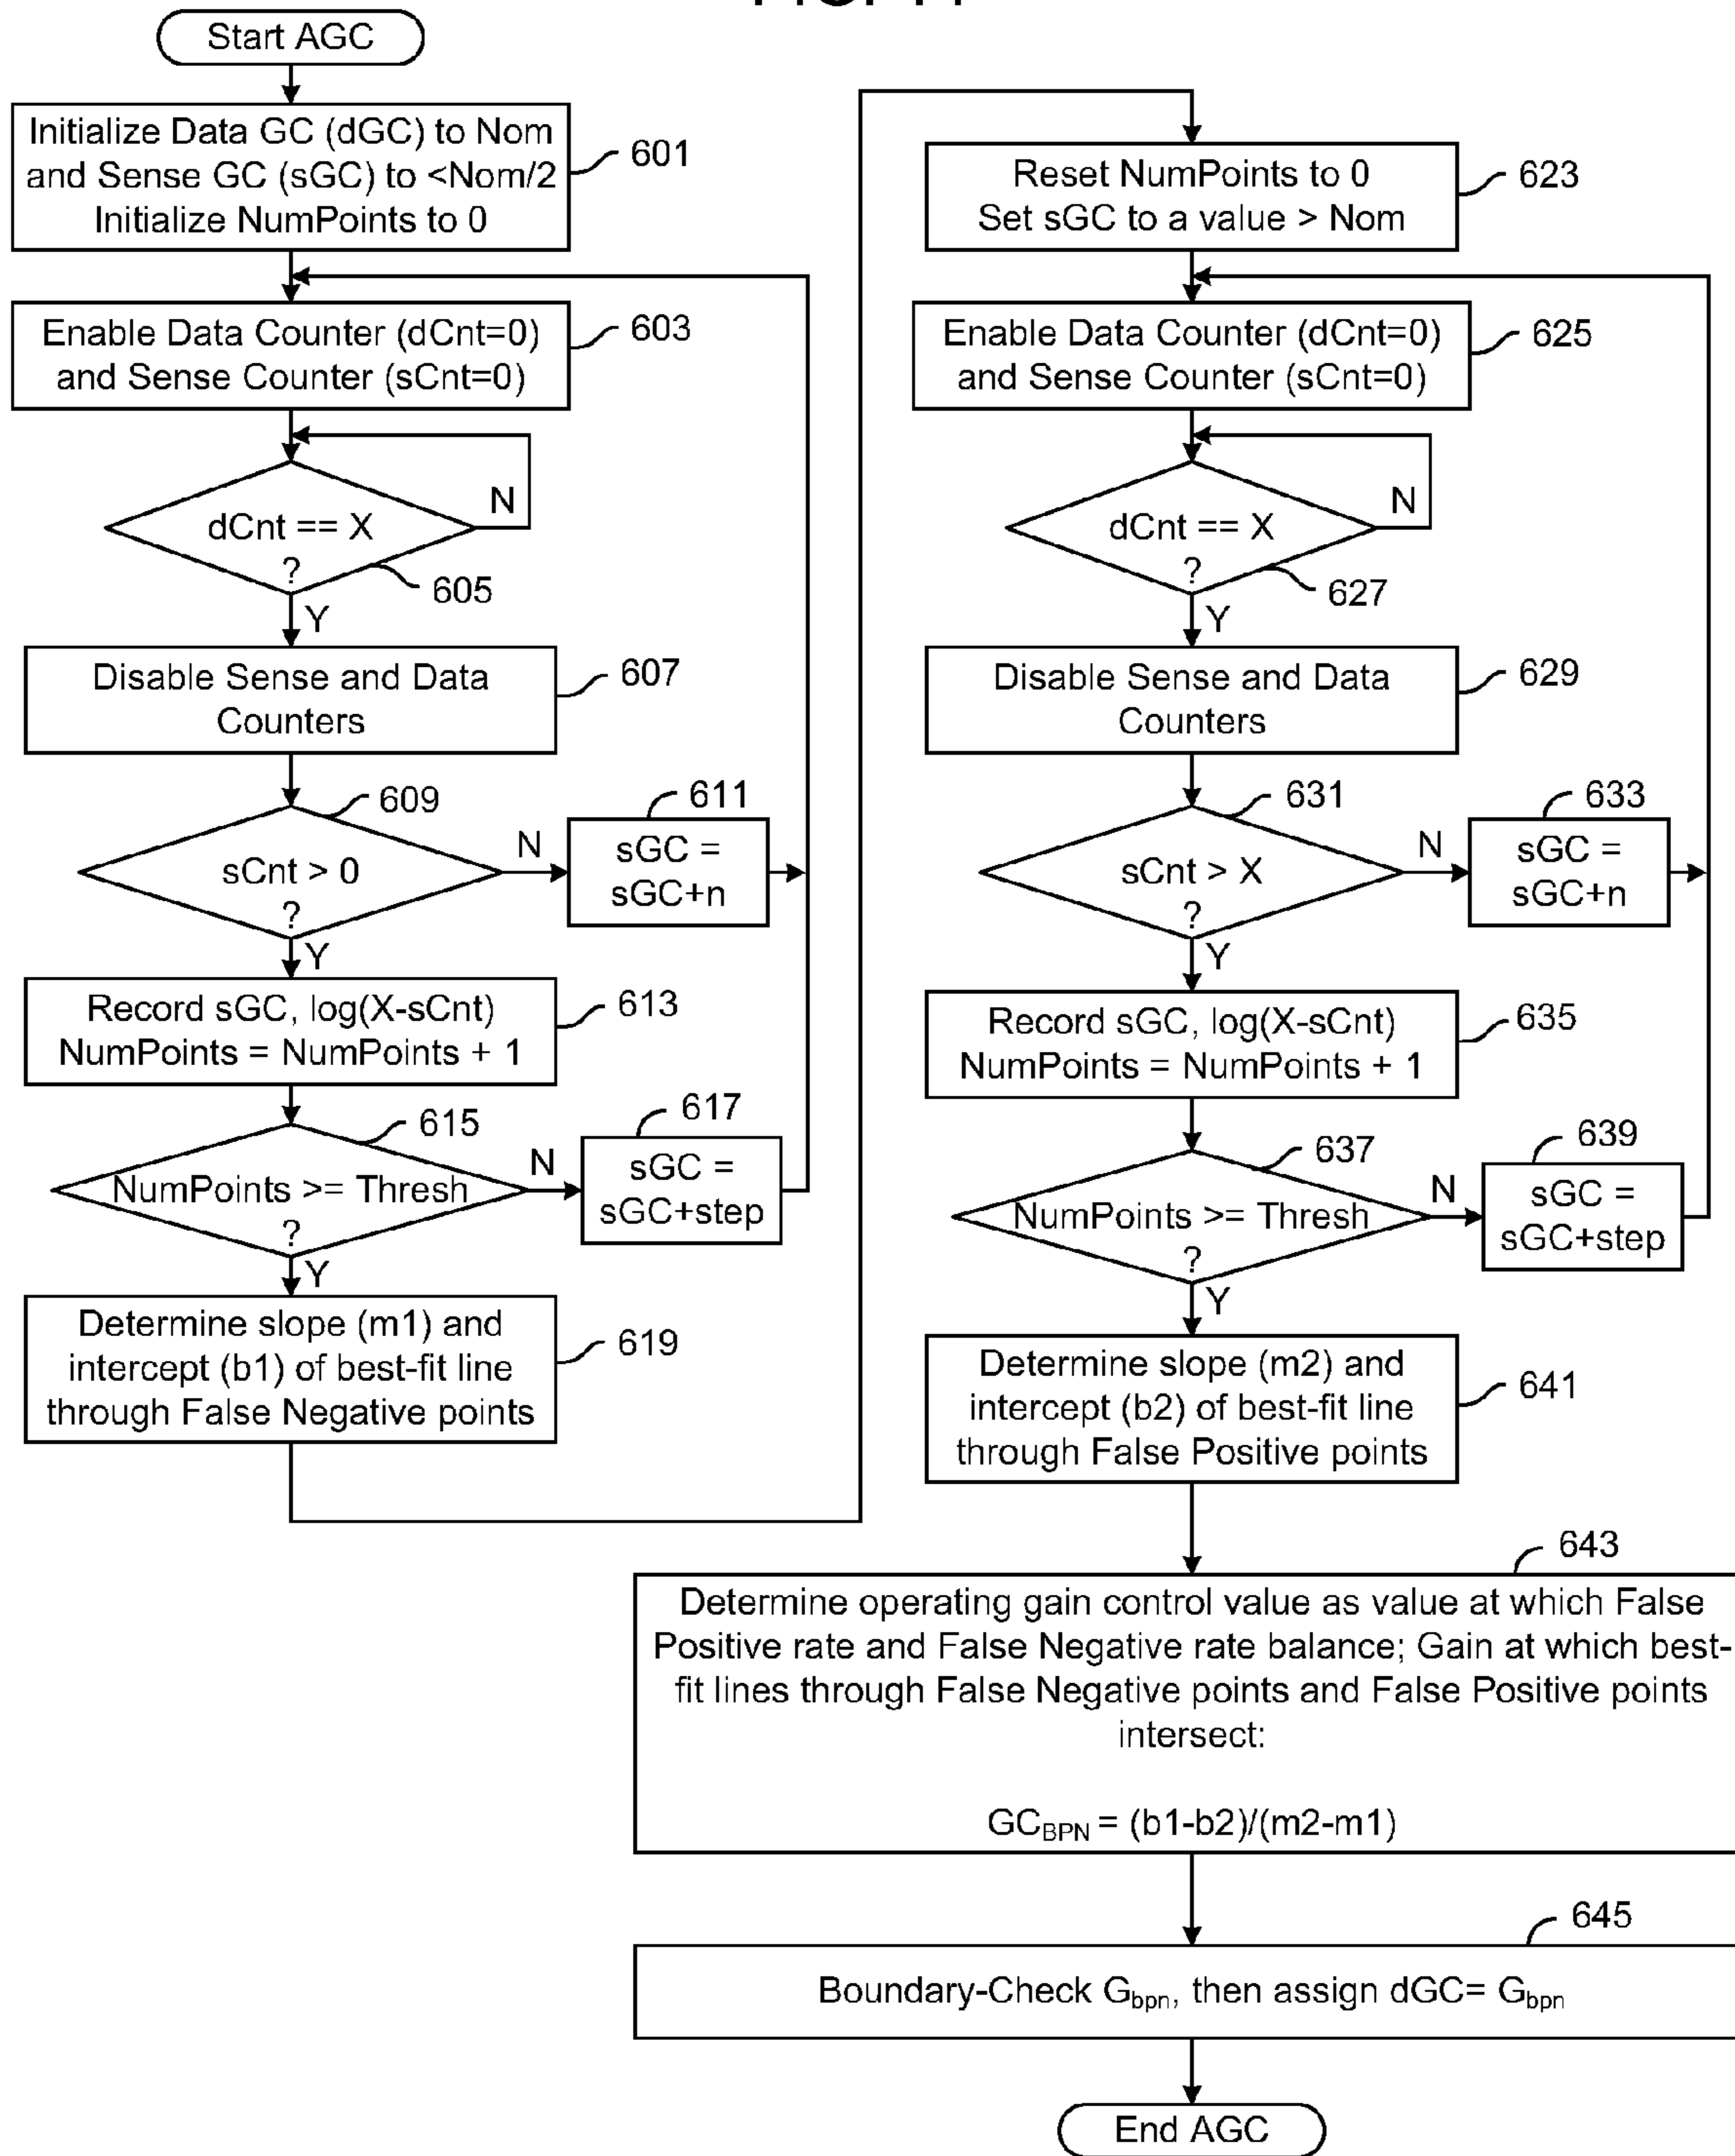 Start AGC
Initialize Data GC (dGC) to Nom
and Sense GC (sGC) to <Nom/2
Initialize NumPoints to 0
601
Enable Data Counter (dCnt=0)
and Sense Counter (sCnt=0)
603
dCnt == X
?
N
605
Y
Disable Sense and Data
Counters
607
609
sCnt > 0
?
N
611
sGC =
sGC+n
Y
Record sGC, log(X-sCnt)
NumPoints = NumPoints + 1
613
615
NumPoints >= Thresh
?
N
617
sGC =
sGC+step
Y
Determine slope (m1) and
intercept (b1) of best-fit line
through False Negative points
619
Reset NumPoints to 0
Set sGC to a value > Nom
623
Enable Data Counter (dCnt=0)
and Sense Counter (sCnt=0)
625
dCnt == X
?
N
627
Y
Disable Sense and Data
Counters
629
631
sCnt > X
?
N
633
sGC =
sGC+n
Y
Record sGC, log(X-sCnt)
NumPoints = NumPoints + 1
635
637
NumPoints >= Thresh
?
N
639
sGC =
sGC+step
Y
Determine slope (m2) and
intercept (b2) of best-fit line
through False Positive points
641
643
Determine operating gain control value as value at which False
Positive rate and False Negative rate balance; Gain at which best-
fit lines through False Negative points and False Positive points
intersect:
GC_BPN = (b1-b2)/(m2-m1)
645
Boundary-Check G_bpn, then assign dGC= G_bpn
End AGC